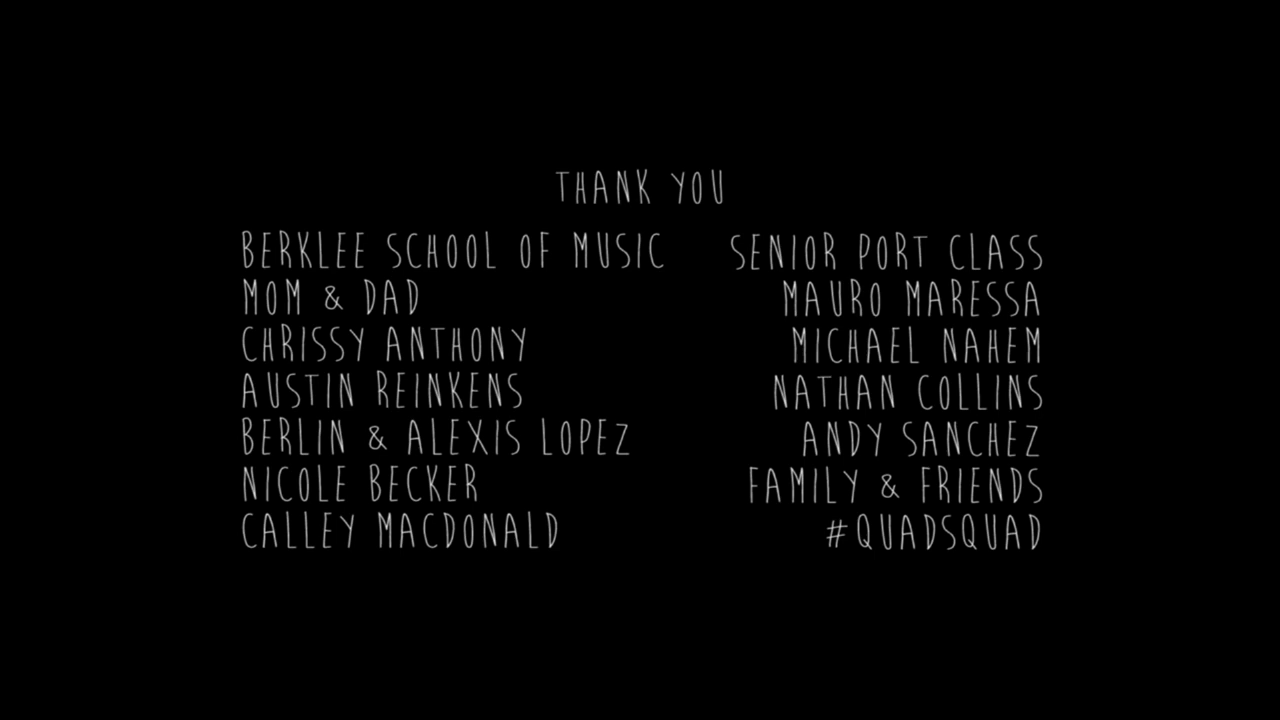 THANK YOU
BERKLEE SCHOOL OF MUSIC
MOM & DAD
CHRISSY ANTHONY
AUSTIN REINKENS
BERLIN & ALEXIS LOPEZ
NICOLE BECKER
CALLEY MACDONALD
SENIOR PORT CLASS
MAURO MARESSA
MICHAEL NAHEM
NATHAN COLLINS
ANDY SANCHEZ
FAMILY & FRIENDS
#QUADSQUAD